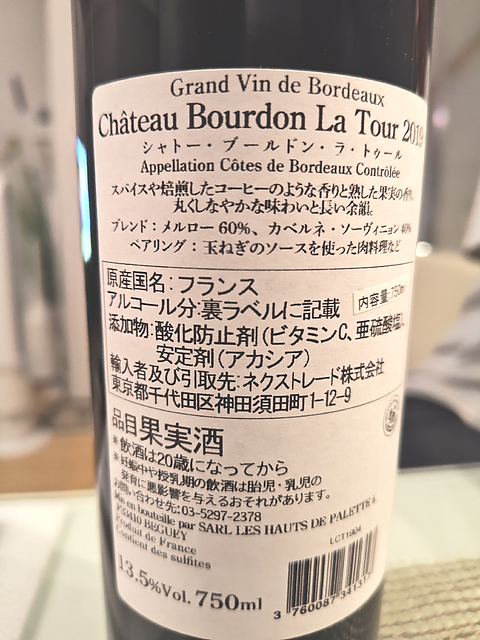 Grand Vin de Bordeaux
Château Bourdon La Tour 2019
シャトー・ブールドン・ラ・トゥール
Appellation Côtes de Bordeaux Contrôlée
スパイスや焙煎したコーヒーのような香りと熟した果実の香り。
丸くしなやかな味わいと長い余韻。
ブレンド：メルロー 60%、カベルネ・ソーヴィニョン 40%
ペアリング：玉ねぎのソースを使った肉料理など
原産国名：フランス
アルコール分：裏ラベルに記載
内容量：750ml
添加物：酸化防止剤（ビタミンC、亜硫酸塩）、
安定剤（アカシア）
輸入者及び引取先：ネクストレード株式会社
東京都千代田区神田須田町1-12-9
品目果実酒
※飲酒は20歳になってから
※妊娠中や授乳期の飲酒は胎児・乳児の
発育に悪影響を与えるおそれがあります。
お問い合わせ先：03-5297-2378
Mis en bouteille par SARL LES HAUTS DE PALETTE à
F33410 BEGUEY
Produit de France
Contient des sulfites
LCT1904
13.5%Vol. 750ml
3 760087 34137